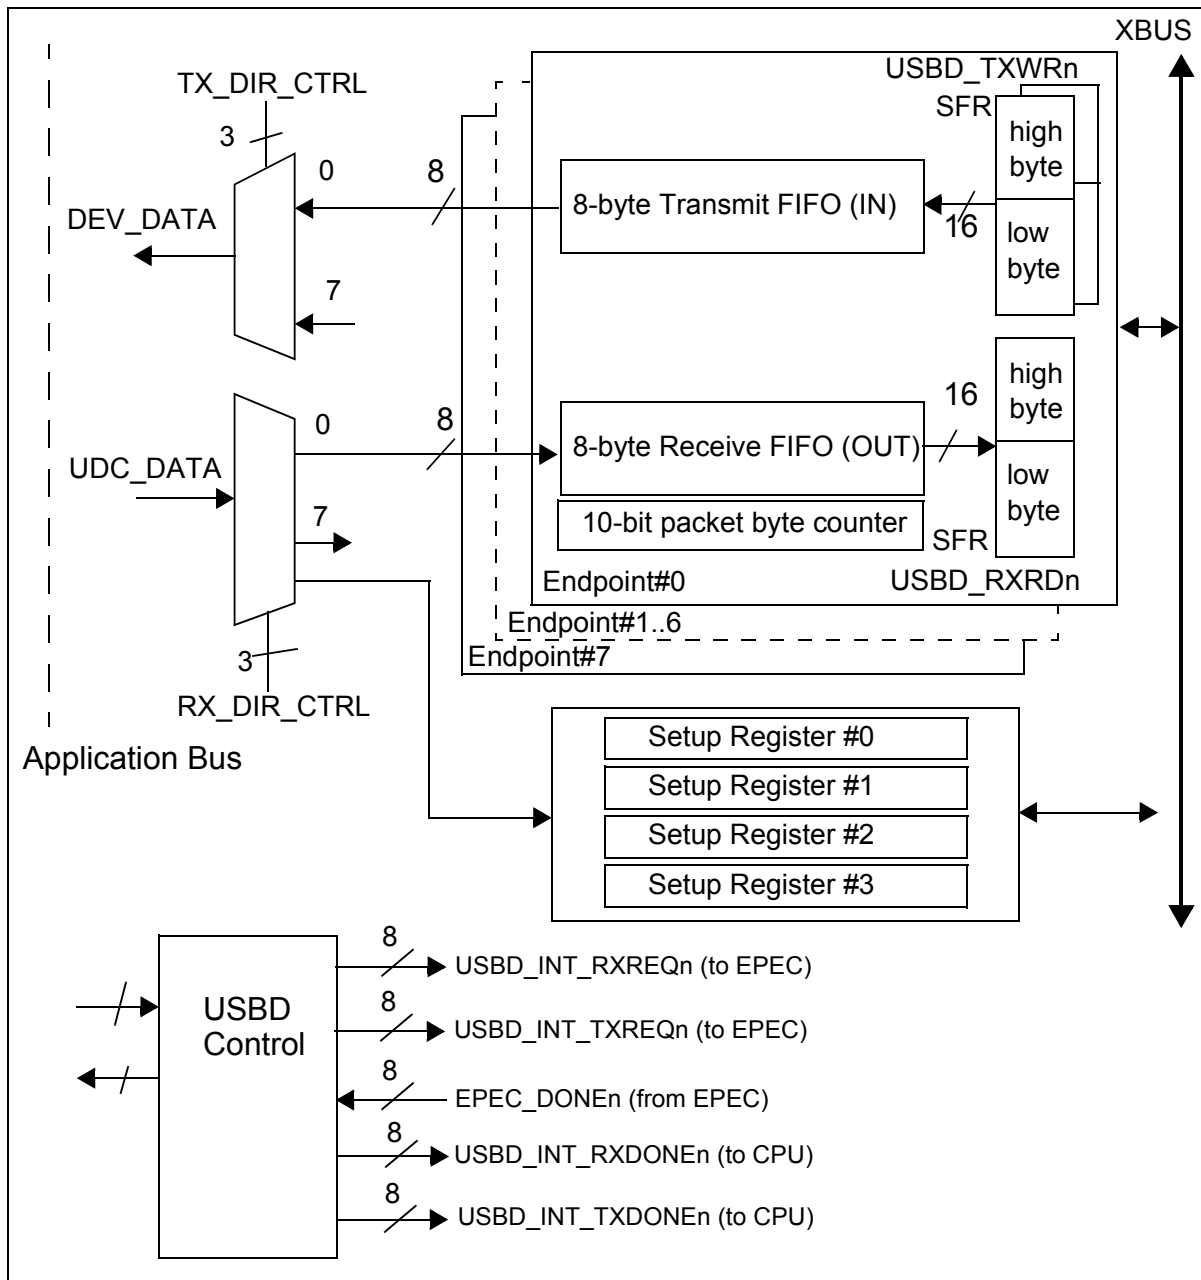 XBUS
TX_DIR_CTRL
USBD_TXWRn
SFR
3
0
8
high
byte
8-byte Transmit FIFO (IN)
16
DEV_DATA
low
byte
7
high
byte
0
8
16
8-byte Receive FIFO (OUT)
UDC_DATA
low
byte
7
10-bit packet byte counter
SFR
Endpoint#0
USBD_RXRDn
Endpoint#1..6
3
Endpoint#7
RX_DIR_CTRL
Application Bus
Setup Register #0
Setup Register #1
Setup Register #2
Setup Register #3
USBD
Control
8
USBD_INT_RXREQn (to EPEC)
8
USBD_INT_TXREQn (to EPEC)
8
EPEC_DONEn (from EPEC)
8
USBD_INT_RXDONEn (to CPU)
8
USBD_INT_TXDONEn (to CPU)